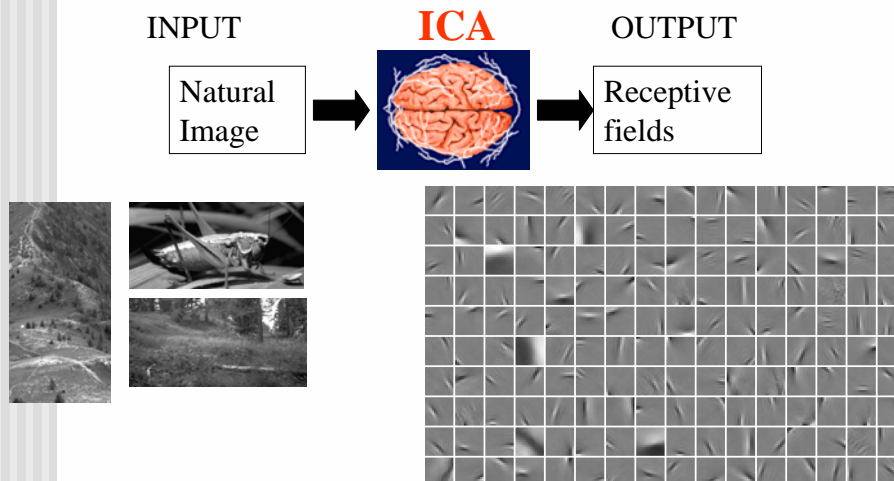 INPUT
ICA
OUTPUT
Natural
Image
Receptive
fields